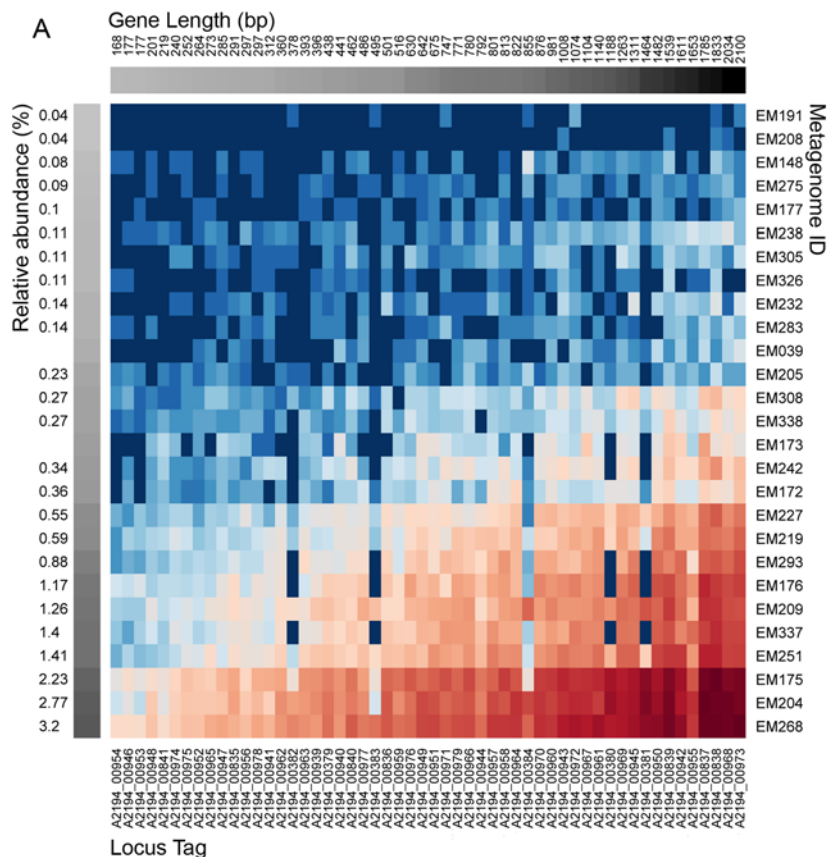 A
Gene Length (bp)
168
177
177
201
219
240
252
264
273
285
291
297
297
312
360
378
393
396
438
441
462
486
495
501
516
630
642
675
747
771
780
792
801
813
822
855
876
981
1008
1074
1104
1140
1188
1263
1311
1464
1482
1539
1611
1653
1785
1833
2034
2100
Relative abundance (%)
0.04
0.04
0.08
0.09
0.1
0.11
0.11
0.11
0.14
0.14
0.23
0.27
0.27
0.34
0.36
0.55
0.59
0.88
1.17
1.26
1.4
1.41
2.23
2.77
3.2
EM191
EM208
EM148
EM275
EM177
EM238
EM305
EM326
EM232
EM283
EM039
EM205
EM308
EM338
EM173
EM242
EM172
EM227
EM219
EM293
EM176
EM209
EM337
EM251
EM175
EM204
EM268
Metagenome ID
A2194_00954
A2194_00946
A2194_00953
A2194_00948
A2194_00841
A2194_00974
A2194_00975
A2194_00952
A2194_00965
A2194_00947
A2194_00835
A2194_00956
A2194_00978
A2194_00941
A2194_00962
A2194_00382
A2194_00963
A2194_00939
A2194_00379
A2194_00940
A2194_00840
A2194_00977
A2194_00383
A2194_00836
A2194_00959
A2194_00976
A2194_00949
A2194_00951
A2194_00971
A2194_00979
A2194_00966
A2194_00944
A2194_00957
A2194_00958
A2194_00964
A2194_00384
A2194_00970
A2194_00960
A2194_00943
A2194_00972
A2194_00967
A2194_00961
A2194_00380
A2194_00969
A2194_00945
A2194_00381
A2194_00950
A2194_00839
A2194_00942
A2194_00955
A2194_00837
A2194_00838
A2194_00968
A2194_00973
Locus Tag